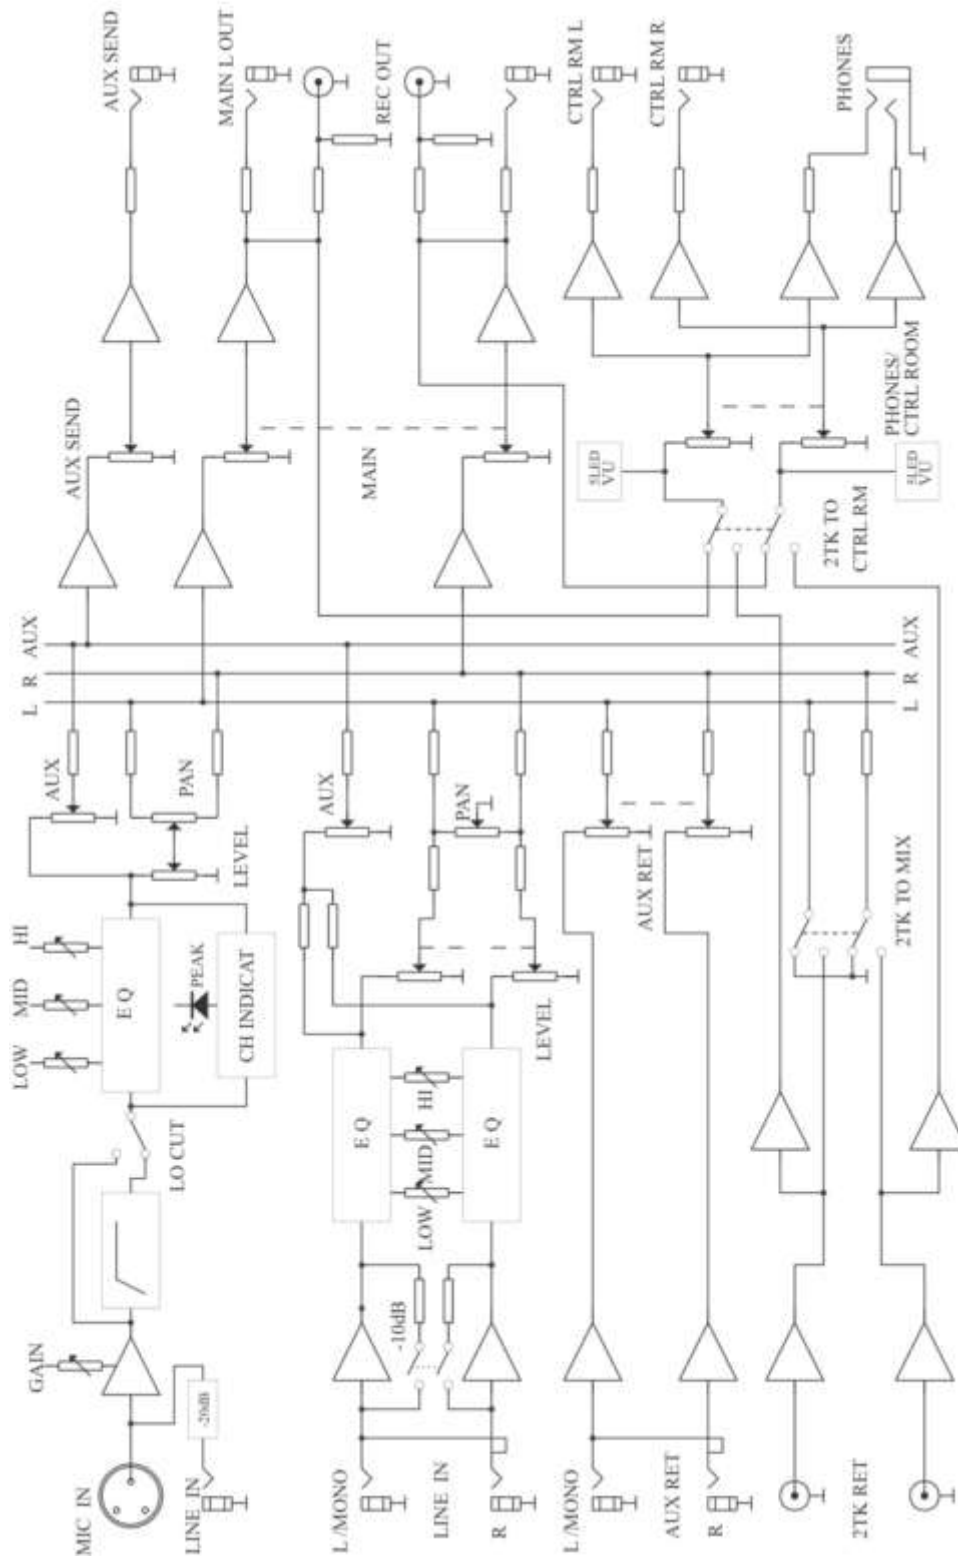 MIC IN
LINE IN
GAIN
-20dB
LO CUT
LOW
MID
HI
E Q
PEAK
CH INDICAT
AUX
PAN
LEVEL
L R AUX
AUX SEND
AUX SEND
MAIN L OUT
REC OUT
MAIN
L /MONO
LINE IN
R
-10dB
E Q
LOW
MID
HI
E Q
LEVEL
AUX
PAN
L /MONO
AUX RET
R
AUX RET
2TK RET
2TK TO MIX
L R AUX
2TK TO
CTRL RM
5LED
VU
5LED
VU
PHONES/
CTRL ROOM
CTRL RM L
CTRL RM R
PHONES